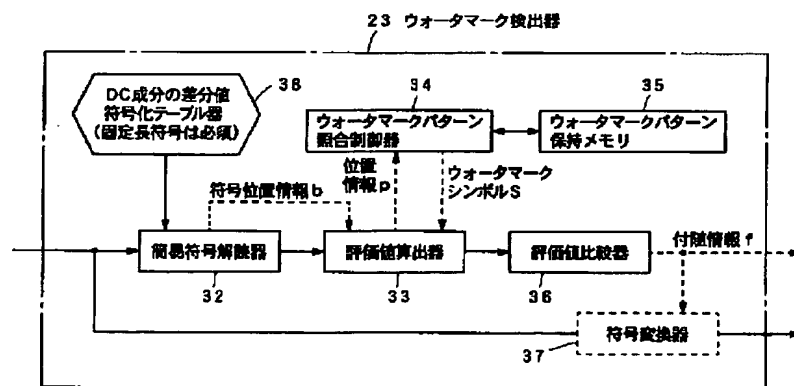 23 ウォータマーク検出器
DC成分の差分値
符号化テーブル器
(固定長符号は必須)
38
34
ウォータマークパターン
照合制御器
35
ウォータマークパターン
保持メモリ
符号位置情報b
位置
情報p
ウォータマーク
シンボルS
簡易符号解読器
32
評価値算出器
33
評価値比較器
36
付随情報f
符号変換器
37